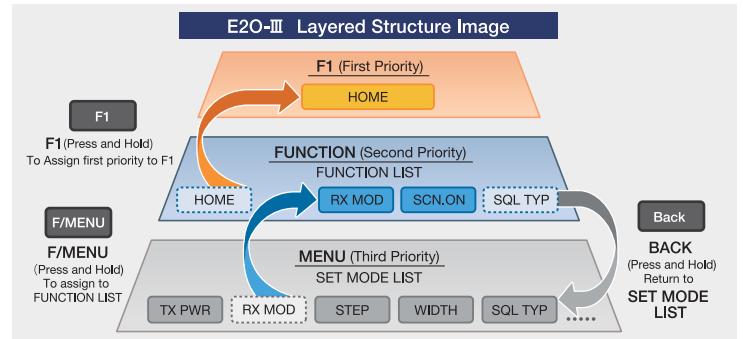 E2O-III Layered Structure Image
F1 (First Priority)
HOME
F1
F1 (Press and Hold)
To Assign first priority to F1
FUNCTION (Second Priority)
FUNCTION LIST
HOME
RX MOD
SCN.ON
SQL TYP
F/MENU
F/MENU
(Press and Hold)
To assign to
FUNCTION LIST
Back
BACK
(Press and Hold)
Return to
SET MODE
LIST
MENU (Third Priority)
SET MODE LIST
TX PWR
RX MOD
STEP
WIDTH
SQL TYP
.....